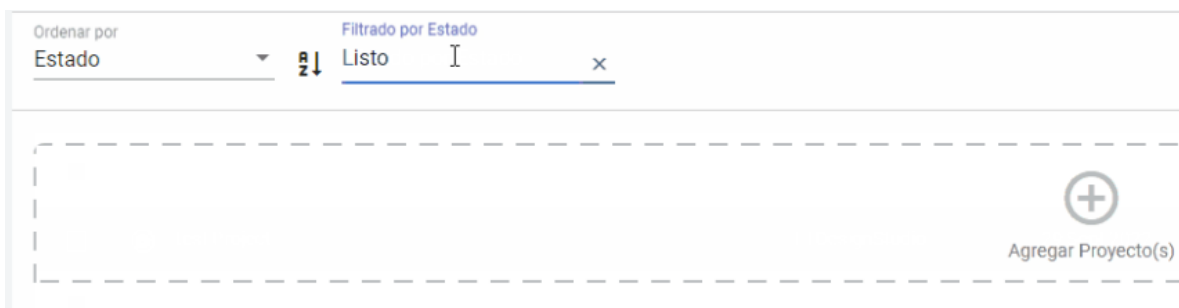 Ordenar por
Estado
Filtrado por Estado
Listo
Agregar Proyecto(s)